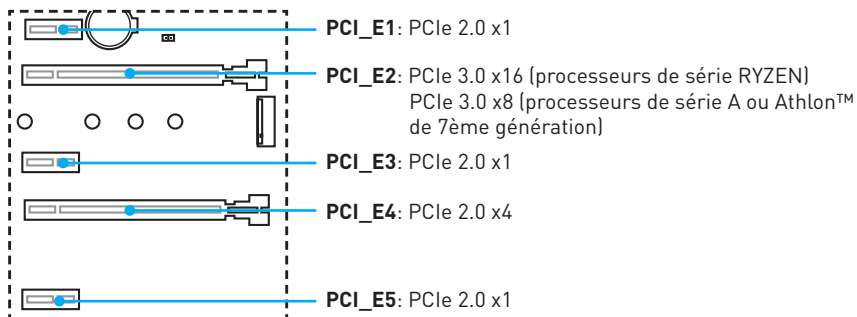 PCI_E1: PCIe 2.0 x1
PCI_E2: PCIe 3.0 x16 (processeurs de série RYZEN)
PCIe 3.0 x8 (processeurs de série A ou Athlon™
de 7ème génération)
PCI_E3: PCIe 2.0 x1
PCI_E4: PCIe 2.0 x4
PCI_E5: PCIe 2.0 x1